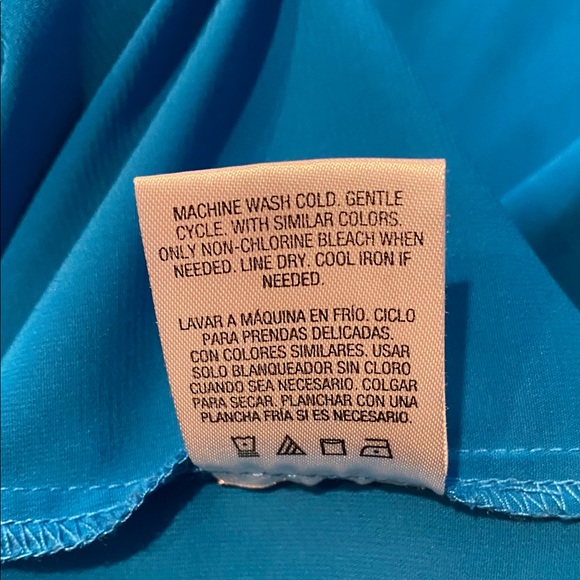 MACHINE WASH COLD. GENTLE
CYCLE. WITH SIMILAR COLORS.
ONLY NON-CHLORINE BLEACH WHEN
NEEDED. LINE DRY. COOL IRON IF
NEEDED.
LAVAR A MÁQUINA EN FRÍO. CICLO
PARA PRENDAS DELICADAS.
CON COLORES SIMILARES. USAR
SOLO BLANQUEADOR SIN CLORO
CUANDO SEA NECESARIO. COLGAR
PARA SECAR. PLANCHAR CON UNA
PLANCHA FRÍA SI ES NECESARIO.